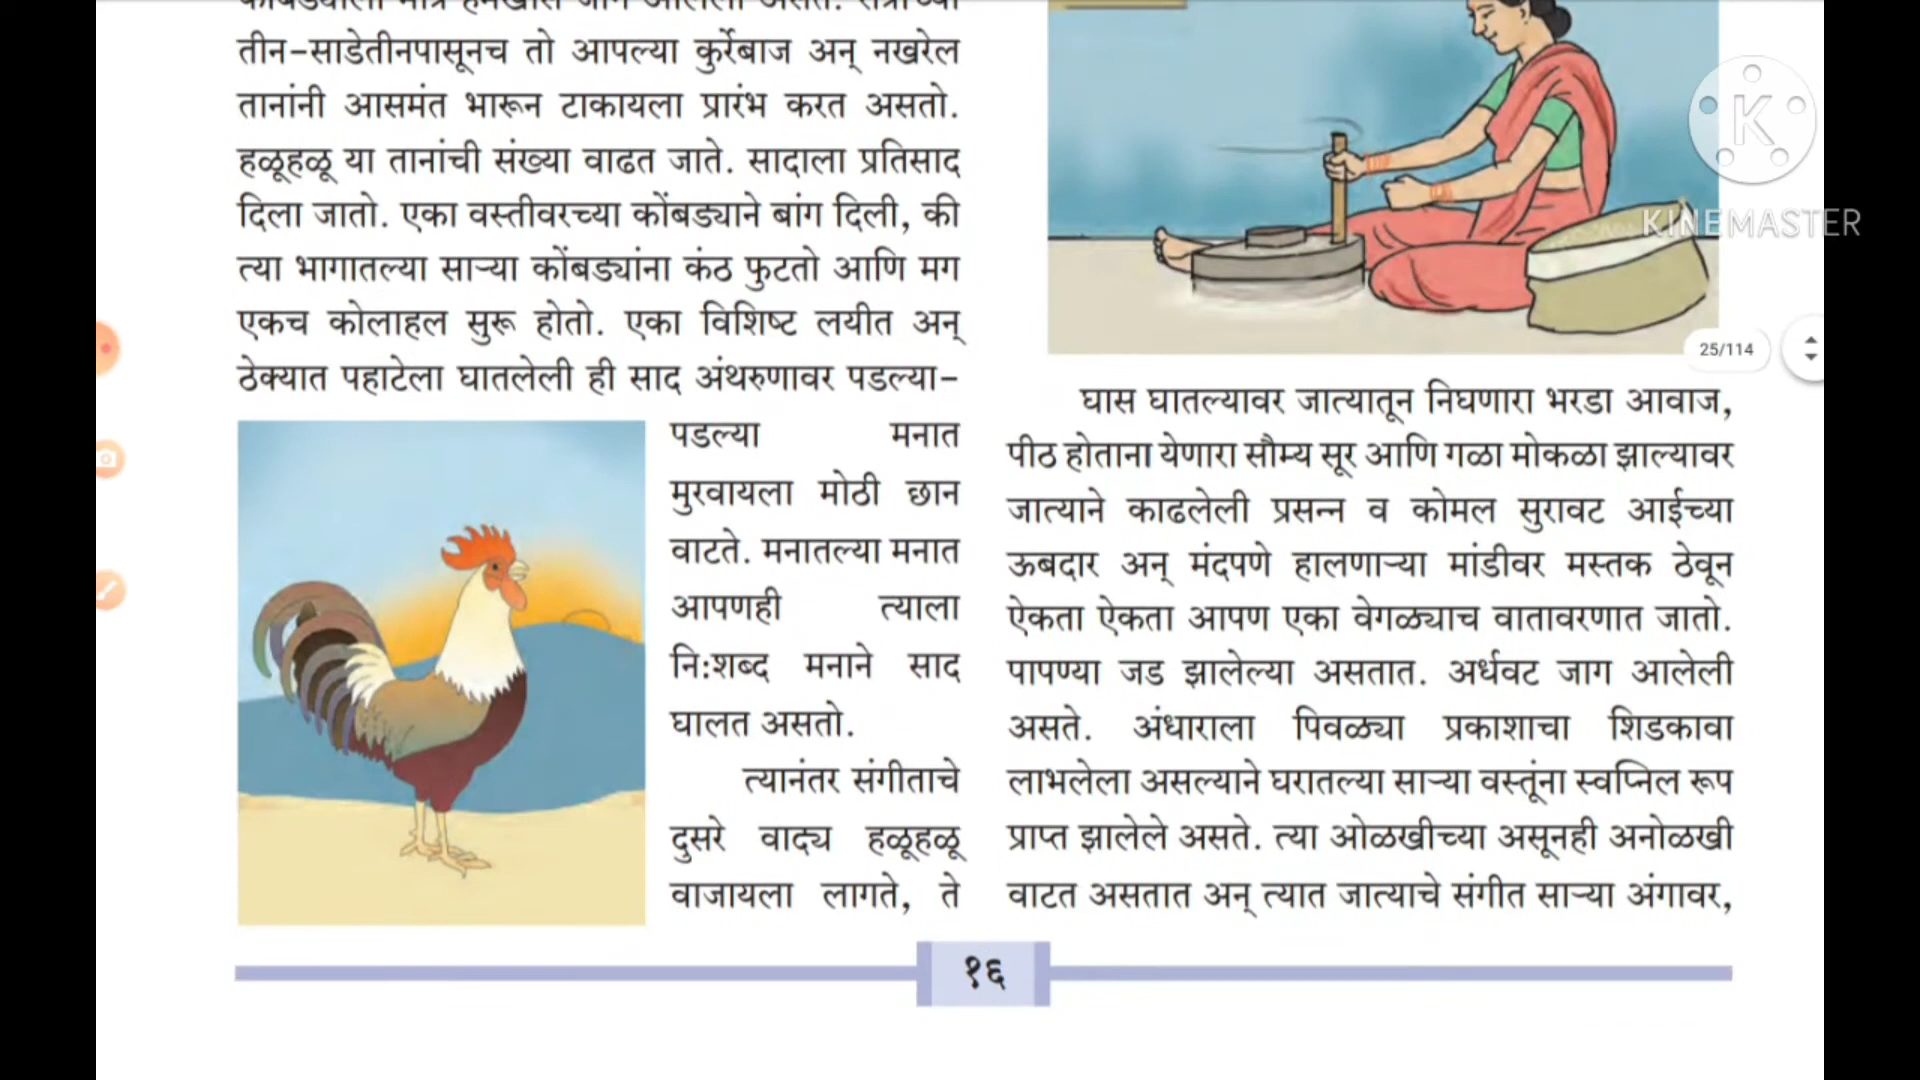 तीन-साडेतीनपासूनच तो आपल्या कुर्रेबाज अन् नखरेल
तानांनी आसमंत भारून टाकायला प्रारंभ करत असतो.
हळूहळू या तानांची संख्या वाढत जाते. सादाला प्रतिसाद
दिला जातो. एका वस्तीवरच्या कोंबड्याने बांग दिली, की
त्या भागातल्या साऱ्या कोंबड्यांना कंठ फुटतो आणि मग
एकच कोलाहल सुरू होतो. एका विशिष्ट लयीत अन्
ठेक्यात पहाटेला घातलेली ही साद अंथरुणावर पडल्या-
पडल्या मनात
मुरवायला मोठी छान
वाटते. मनातल्या मनात
आपणही त्याला
नि:शब्द मनाने साद
घालत असतो.
त्यानंतर संगीताचे
दुसरे वाद्य हळूहळू
वाजायला लागते, ते
घास घातल्यावर जात्यातून निघणारा भरडा आवाज,
पीठ होताना येणारा सौम्य सूर आणि गळा मोकळा झाल्यावर
जात्याने काढलेली प्रसन्न व कोमल सुरावट आईच्या
ऊबदार अन् मंदपणे हालणाऱ्या मांडीवर मस्तक ठेवून
ऐकता ऐकता आपण एका वेगळ्याच वातावरणात जातो.
पापण्या जड झालेल्या असतात. अर्धवट जाग आलेली
असते. अंधाराला पिवळ्या प्रकाशाचा शिडकावा
लाभलेला असल्याने घरातल्या साऱ्या वस्तूंना स्वप्निल रूप
प्राप्त झालेले असते. त्या ओळखीच्या असूनही अनोळखी
वाटत असतात अन् त्यात जात्याचे संगीत साऱ्या अंगावर,
१६
K
KINEMASTER
25/114